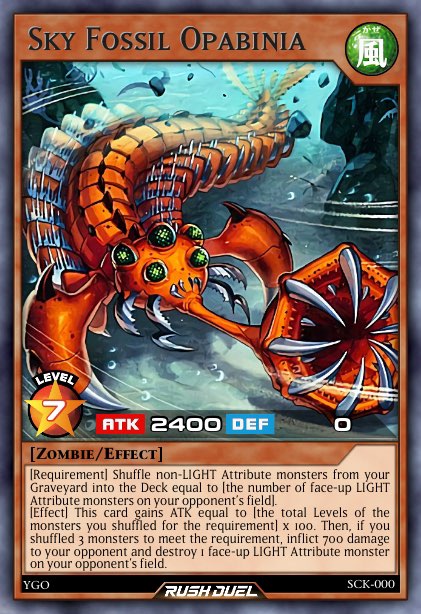 SKY FOSSIL OPABINIA
かぜ
風
LEVEL
7
ATK 2400 DEF 0
[ZOMBIE/EFFECT]
[Requirement] Shuffle non-LIGHT Attribute monsters from your
Graveyard into the Deck equal to [the number of face-up LIGHT
Attribute monsters on your opponent's field].
[Effect] This card gains ATK equal to [the total Levels of the
monsters you shuffled for the requirement] x 100. Then, if you
shuffled 3 monsters to meet the requirement, inflict 700 damage
to your opponent and destroy 1 face-up LIGHT Attribute monster
on your opponent's field.
YGO
RUSH DUEL
SCK-000